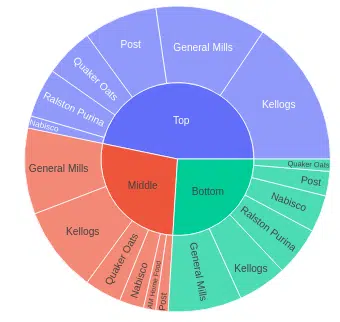 Post
General Mills
Quaker Oats
Kellogs
Ralston Purina
Nabisco
Top
General Mills
Middle
Bottom
Quaker Oats
Post
Nabisco
Kellogs
Ralston Purina
Quaker Oats
Nabisco
AM Home Food
Post
General Mills
Kellogs